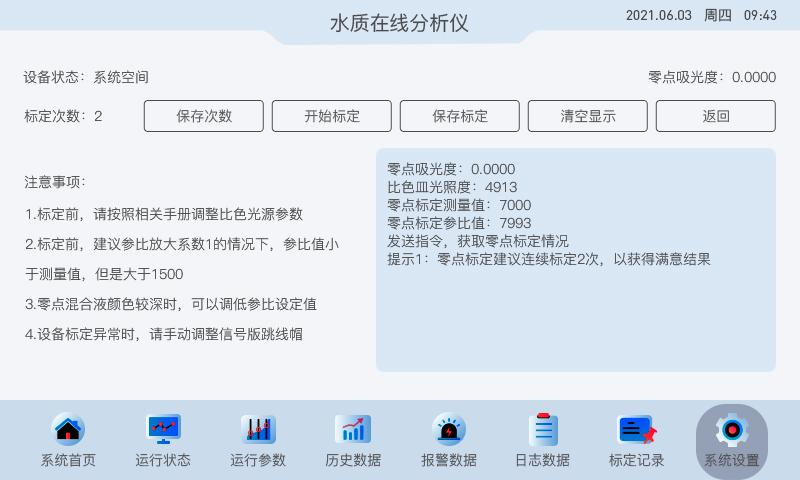 水质在线分析仪
2021.06.03 周四 09:43
设备状态：系统空间
零点吸光度：0.0000
标定次数：2
保存次数
开始标定
保存标定
清空显示
返回
注意事项：
1.标定前，请按照相关手册调整比色光源参数
2.标定前，建议参比放大系数1的情况下，参比值小
于测量值，但是大于1500
3.零点混合液颜色较深时，可以调低参比设定值
4.设备标定异常时，请手动调整信号版跳线帽
零点吸光度：0.0000
比色皿光照度：4913
零点标定测量值：7000
零点标定参比值：7993
发送指令，获取零点标定情况
提示1：零点标定建议连续标定2次，以获得满意结果
系统首页
运行状态
运行参数
历史数据
报警数据
日志数据
标定记录
系统设置